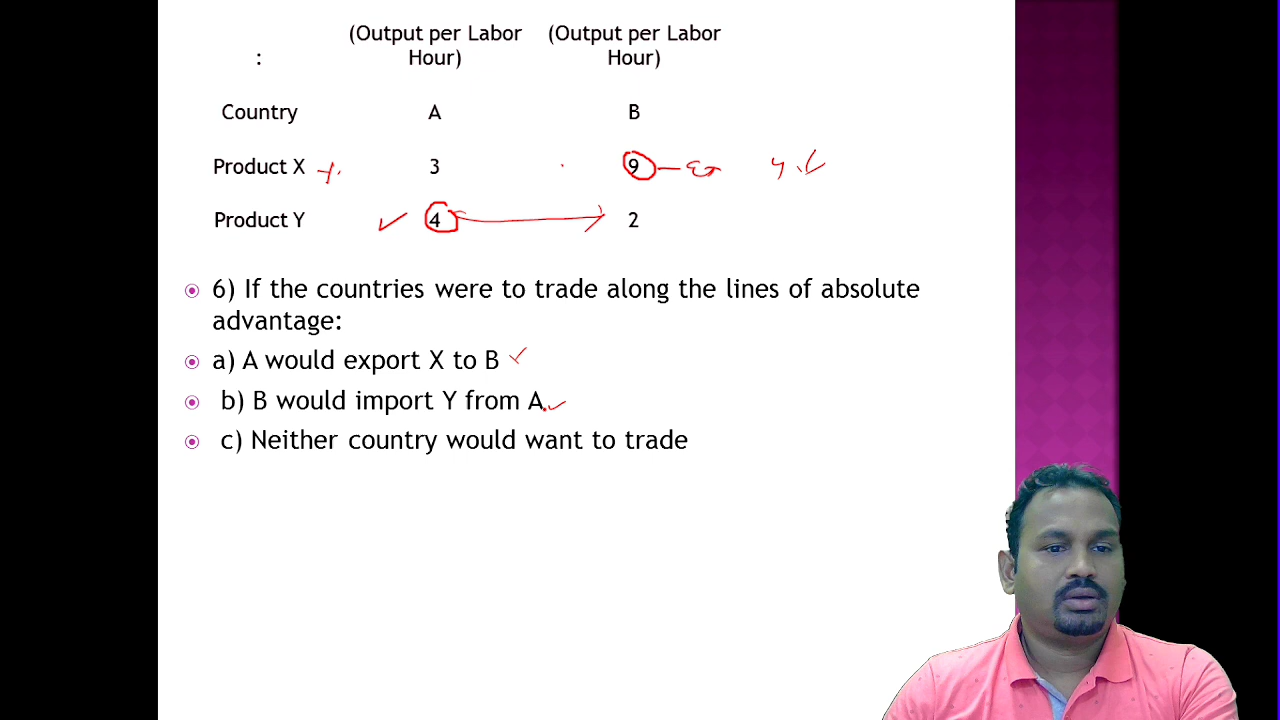 (Output per Labor (Output per Labor
: Hour) Hour)
Country A B
Product X 3 9
Product Y 4 2
6) If the countries were to trade along the lines of absolute
advantage:
a) A would export X to B
b) B would import Y from A.
c) Neither country would want to trade